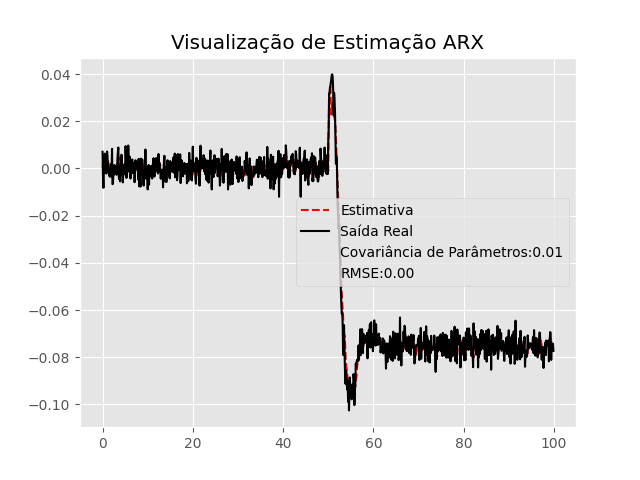 Visualização de Estimação ARX
0.04
0.02
0.00
−0.02
−0.04
−0.06
−0.08
−0.10
Estimativa
Saída Real
Covariância de Parâmetros:0.01
RMSE:0.00
0 20 40 60 80 100